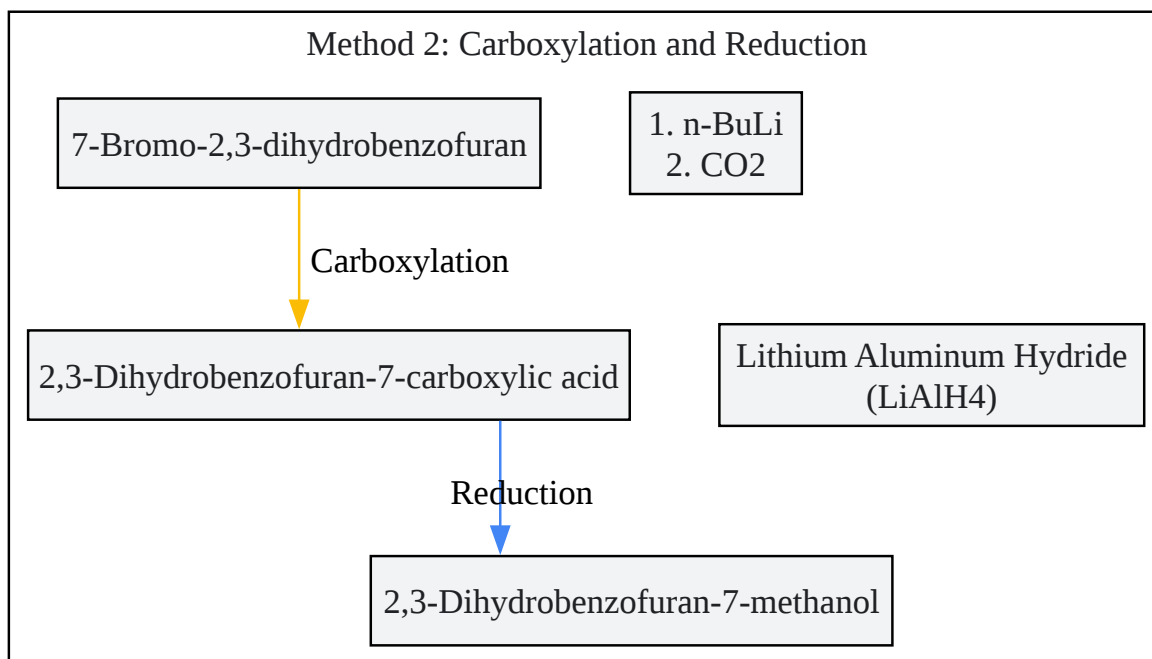 Method 2: Carboxylation and Reduction
7-Bromo-2,3-dihydrobenzofuran
1. n-BuLi
2. CO2
Carboxylation
2,3-Dihydrobenzofuran-7-carboxylic acid
Lithium Aluminum Hydride
(LiAlH4)
Reduction
2,3-Dihydrobenzofuran-7-methanol